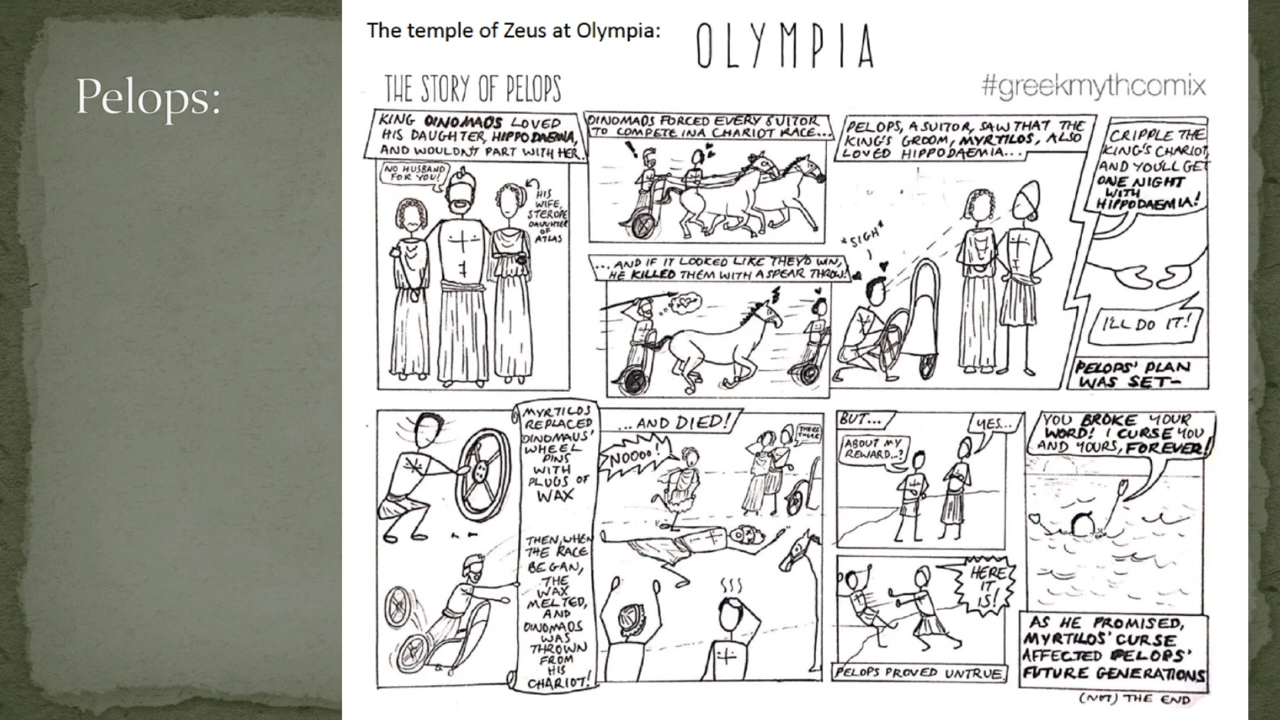 Pelops:
The temple of Zeus at Olympia:
OLYMPIA
THE STORY OF PELOPS
#greekmythcomix
KING OINOMAOS LOVED
HIS DAUGHTER, HIPPODAEMIA,
AND WOULDN'T PART WITH HER.
NO HUSBAND
FOR YOU!
HIS
WIFE,
STEROPE
DAUGHTER
OF
ATLAS
OINOMAOS FORCED EVERY SUITOR
TO COMPETE IN A CHARIOT RACE...
!
...AND IF IT LOOKED LIKE THEY'D WIN,
HE KILLED THEM WITH A SPEAR THROW!
PELOPS, A SUITOR, SAW THAT THE
KING'S GROOM, MYRTILOS, ALSO
LOVED HIPPODAEMIA...
*SIGH*
CRIPPLE THE
KING'S CHARIOT,
AND YOU'LL GET
ONE NIGHT
WITH
HIPPODAEMIA!
I'LL DO IT!
PELOPS' PLAN
WAS SET–
MYRTILOS
REPLACED
OINOMAUS'
WHEEL
PINS
WITH
PLUGS OF
WAX
THEN, WHEN
THE RACE
BEGAN,
THE
WAX
MELTED,
AND
OINOMAOS
WAS
THROWN
FROM
HIS
CHARIOT!
...AND DIED!
NOOOO!
THERE
THERE...
BUT...
ABOUT MY
REWARD...?
YES...
HERE
IT
IS!
PELOPS PROVED UNTRUE.
YOU BROKE YOUR
WORD! I CURSE YOU
AND YOURS, FOREVER!
AS HE PROMISED,
MYRTILOS' CURSE
AFFECTED PELOPS'
FUTURE GENERATIONS
(NOT) THE END